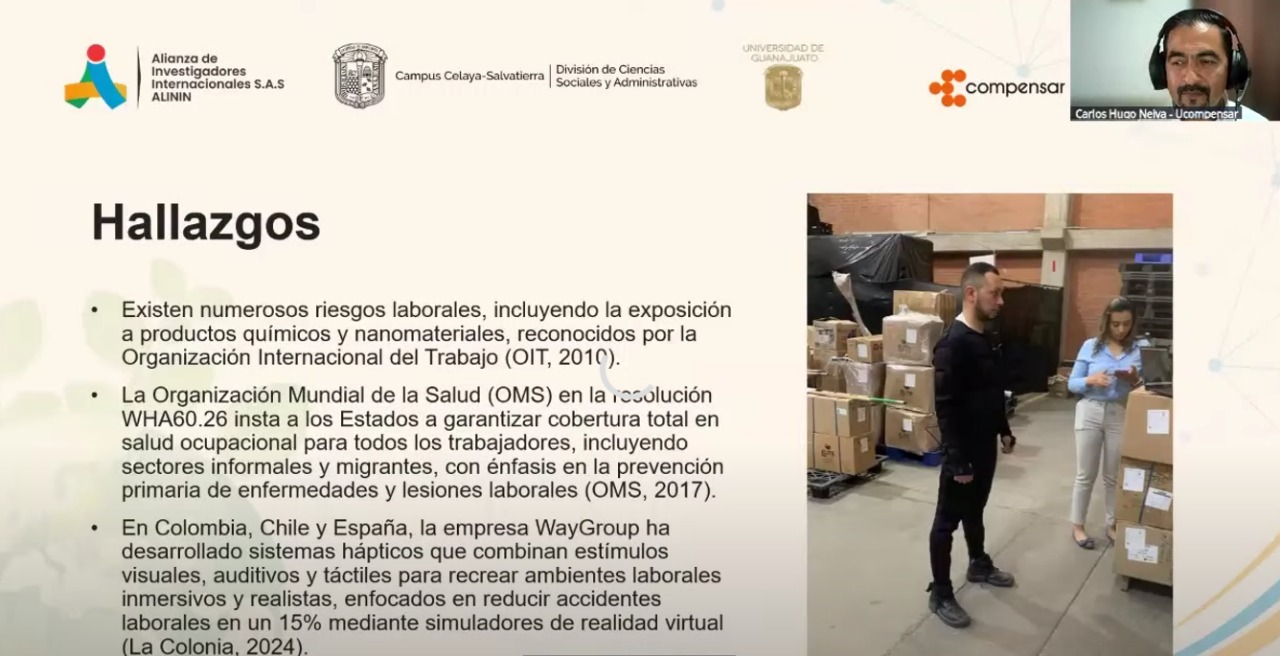 Alianza de
Investigadores
Internacionales S.A.S
ALININ
Campus Celaya-Salvatierra
División de Ciencias
Sociales y Administrativas
UNIVERSIDAD DE
GUANAJUATO
compensar
Carlos Hugo Neiva - Ucompensar
Hallazgos
• Existen numerosos riesgos laborales, incluyendo la exposición
a productos químicos y nanomateriales, reconocidos por la
Organización Internacional del Trabajo (OIT, 2010).
• La Organización Mundial de la Salud (OMS) en la resolución
WHA60.26 insta a los Estados a garantizar cobertura total en
salud ocupacional para todos los trabajadores, incluyendo
sectores informales y migrantes, con énfasis en la prevención
primaria de enfermedades y lesiones laborales (OMS, 2017).
• En Colombia, Chile y España, la empresa WayGroup ha
desarrollado sistemas hápticos que combinan estímulos
visuales, auditivos y táctiles para recrear ambientes laborales
inmersivos y realistas, enfocados en reducir accidentes
laborales en un 15% mediante simuladores de realidad virtual
(La Colonia, 2024).